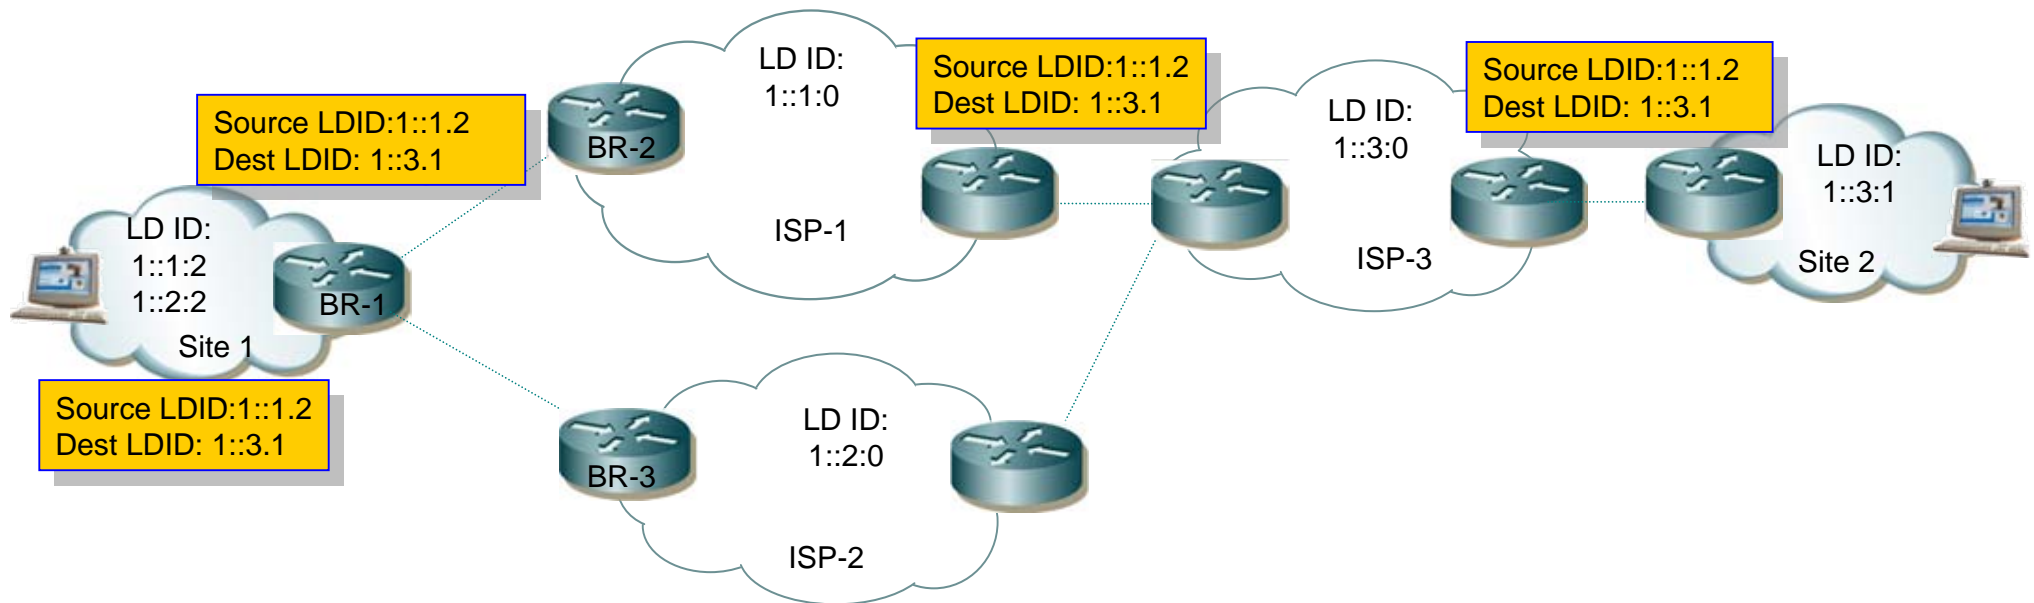 LD ID:
1::1:0
Source LDID:1::1.2
Dest LDID: 1::3.1
Source LDID:1::1.2
Dest LDID: 1::3.1
LD ID:
1::3:0
Source LDID:1::1.2
Dest LDID: 1::3.1
BR-2
LD ID:
1::3:1
LD ID:
1::1:2
1::2:2
ISP-1
ISP-3
Site 2
BR-1
Site 1
Source LDID:1::1.2
Dest LDID: 1::3.1
LD ID:
1::2:0
BR-3
ISP-2